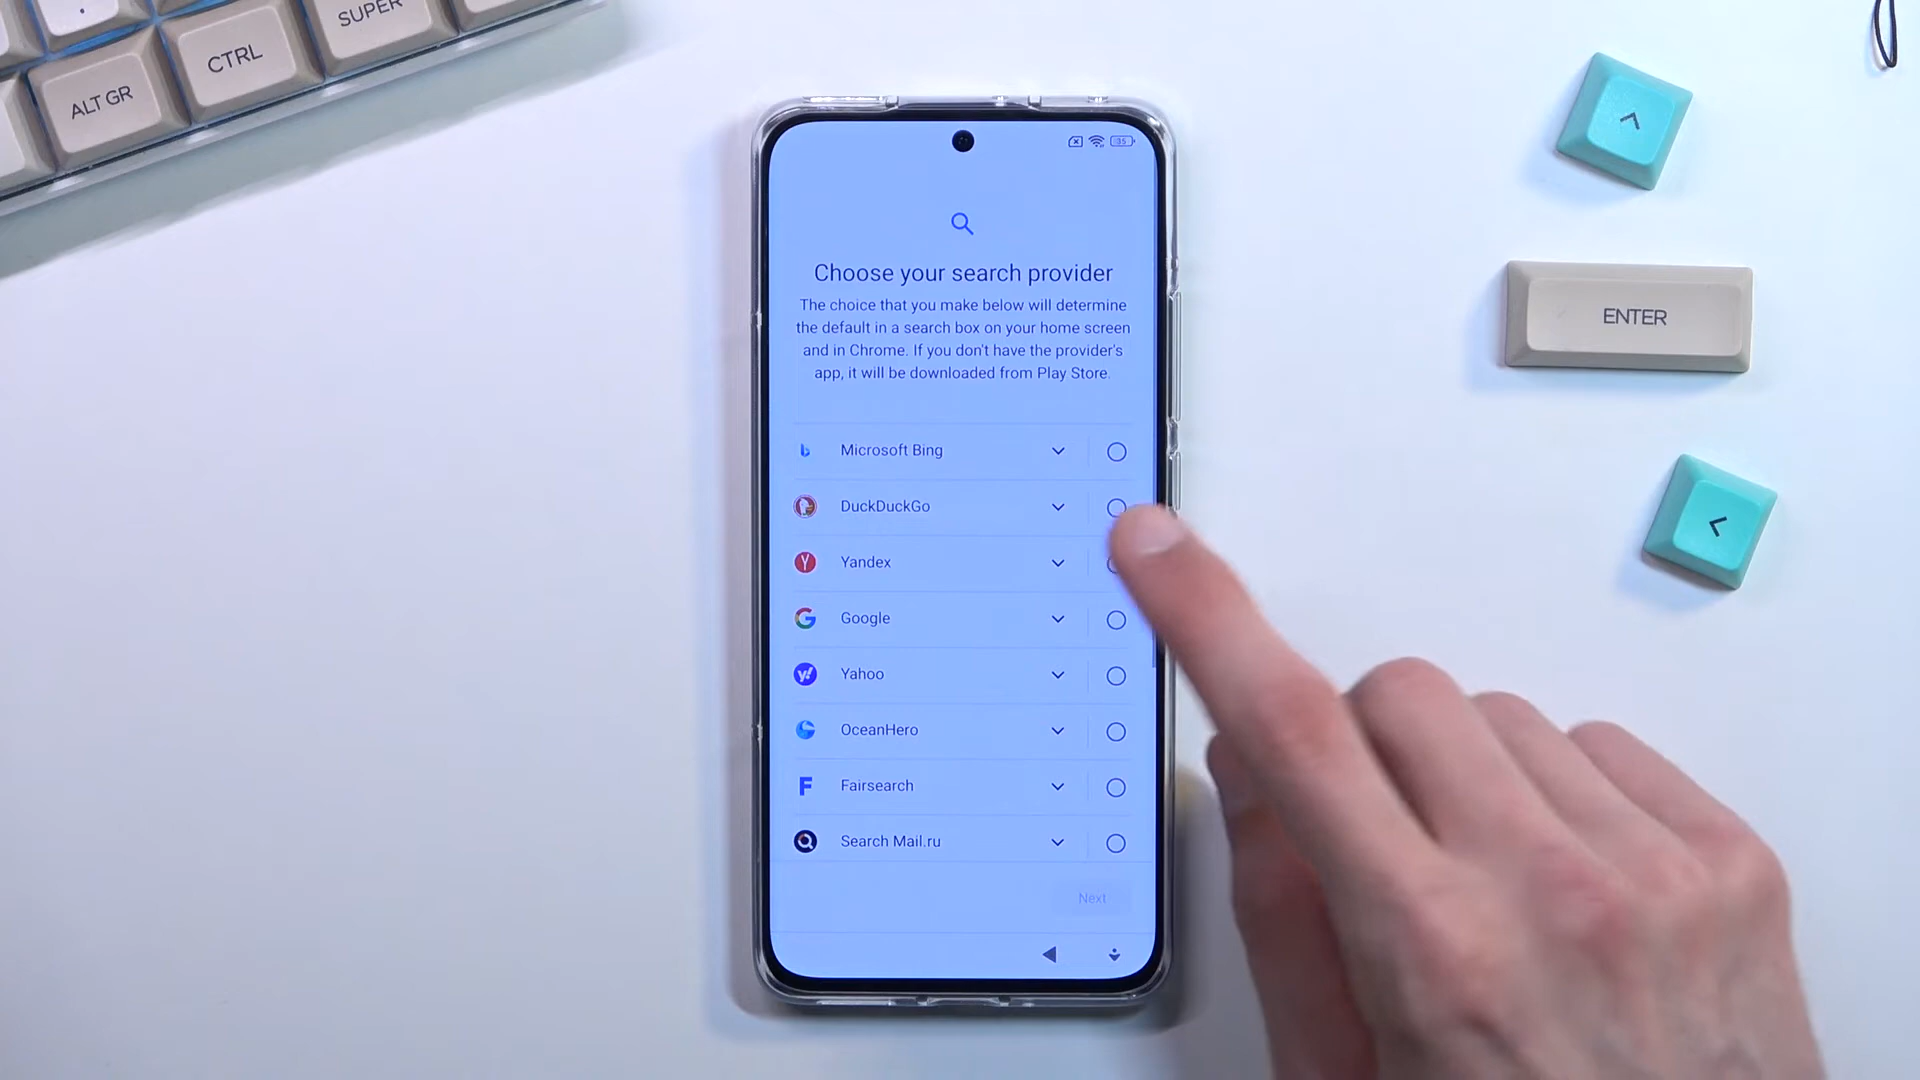 SUPER
CTRL
ALT GR
35
Choose your search provider
The choice that you make below will determine
the default in a search box on your home screen
and in Chrome. If you don't have the provider's
app, it will be downloaded from Play Store.
Microsoft Bing
DuckDuckGo
Yandex
Google
Yahoo
OceanHero
Fairsearch
Search Mail.ru
Next
ENTER